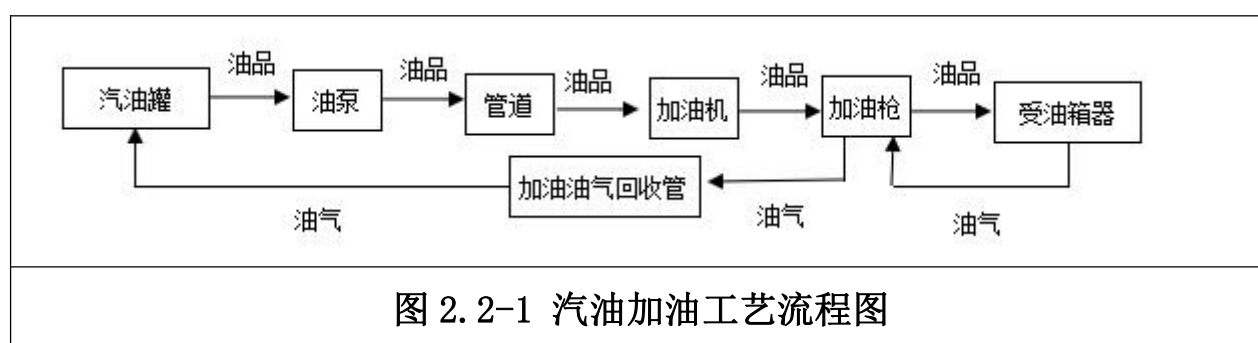 油品 油品 油品 油品 油品
汽油罐 油泵 管道 加油机 加油枪 受油箱器
加油油气回收管
油气 油气 油气
图 2.2-1 汽油加油工艺流程图